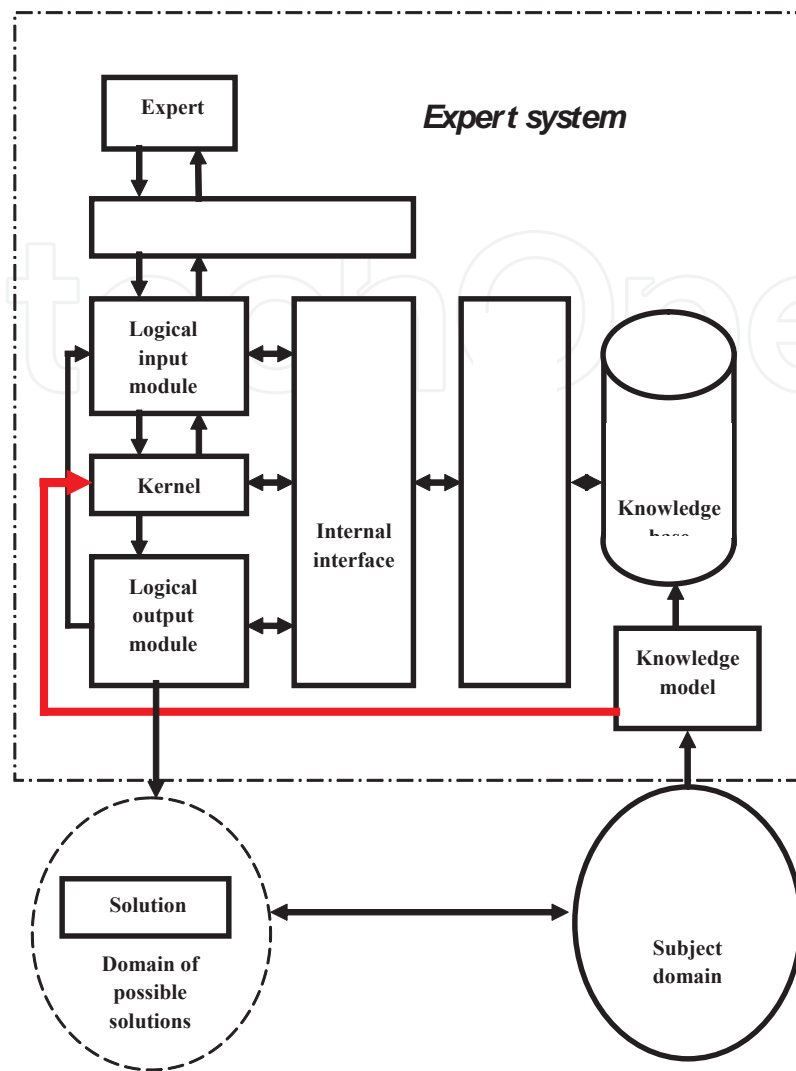 Expert
Expert system
Logical
input
module
Kernel
Internal
interface
Logical
output
module
Knowledge
base
Knowledge
model
Solution
Domain of
possible
solutions
Subject
domain